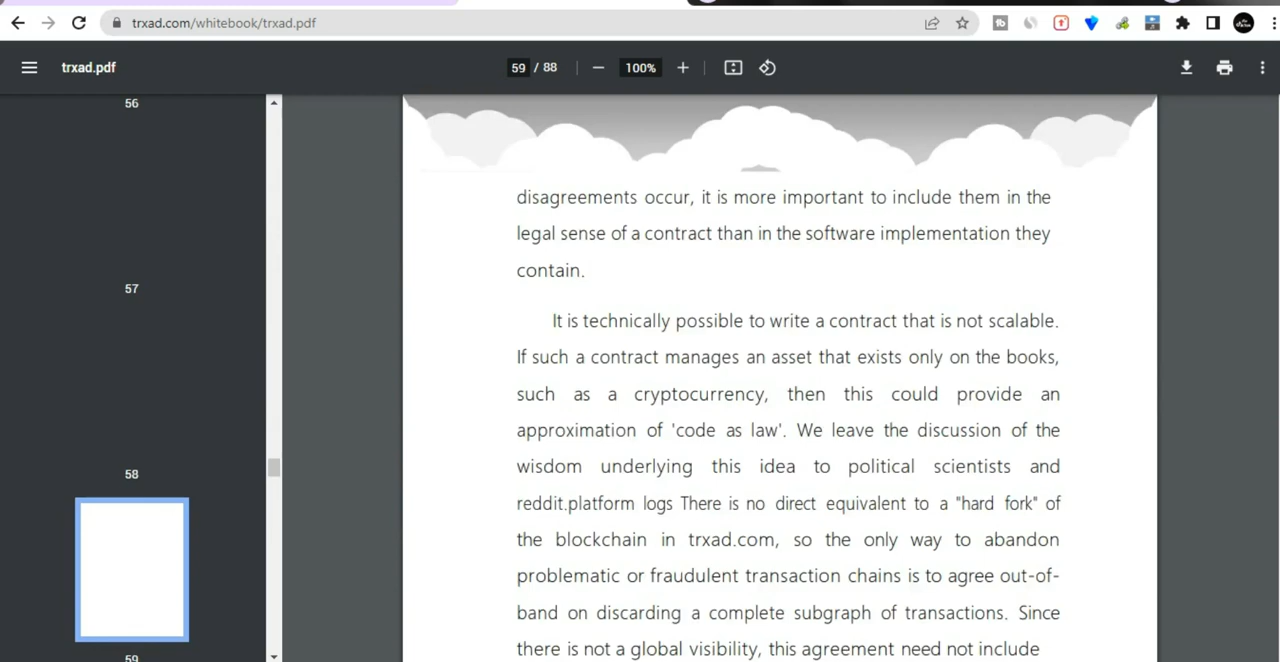 trxad.com/whitebook/trxad.pdf
trxad.pdf
59 / 88
100%
56
57
58
59
disagreements occur, it is more important to include them in the
legal sense of a contract than in the software implementation they
contain.
It is technically possible to write a contract that is not scalable.
If such a contract manages an asset that exists only on the books,
such as a cryptocurrency, then this could provide an
approximation of 'code as law'. We leave the discussion of the
wisdom underlying this idea to political scientists and
reddit.platform logs There is no direct equivalent to a "hard fork" of
the blockchain in trxad.com, so the only way to abandon
problematic or fraudulent transaction chains is to agree out-of-
band on discarding a complete subgraph of transactions. Since
there is not a global visibility, this agreement need not include